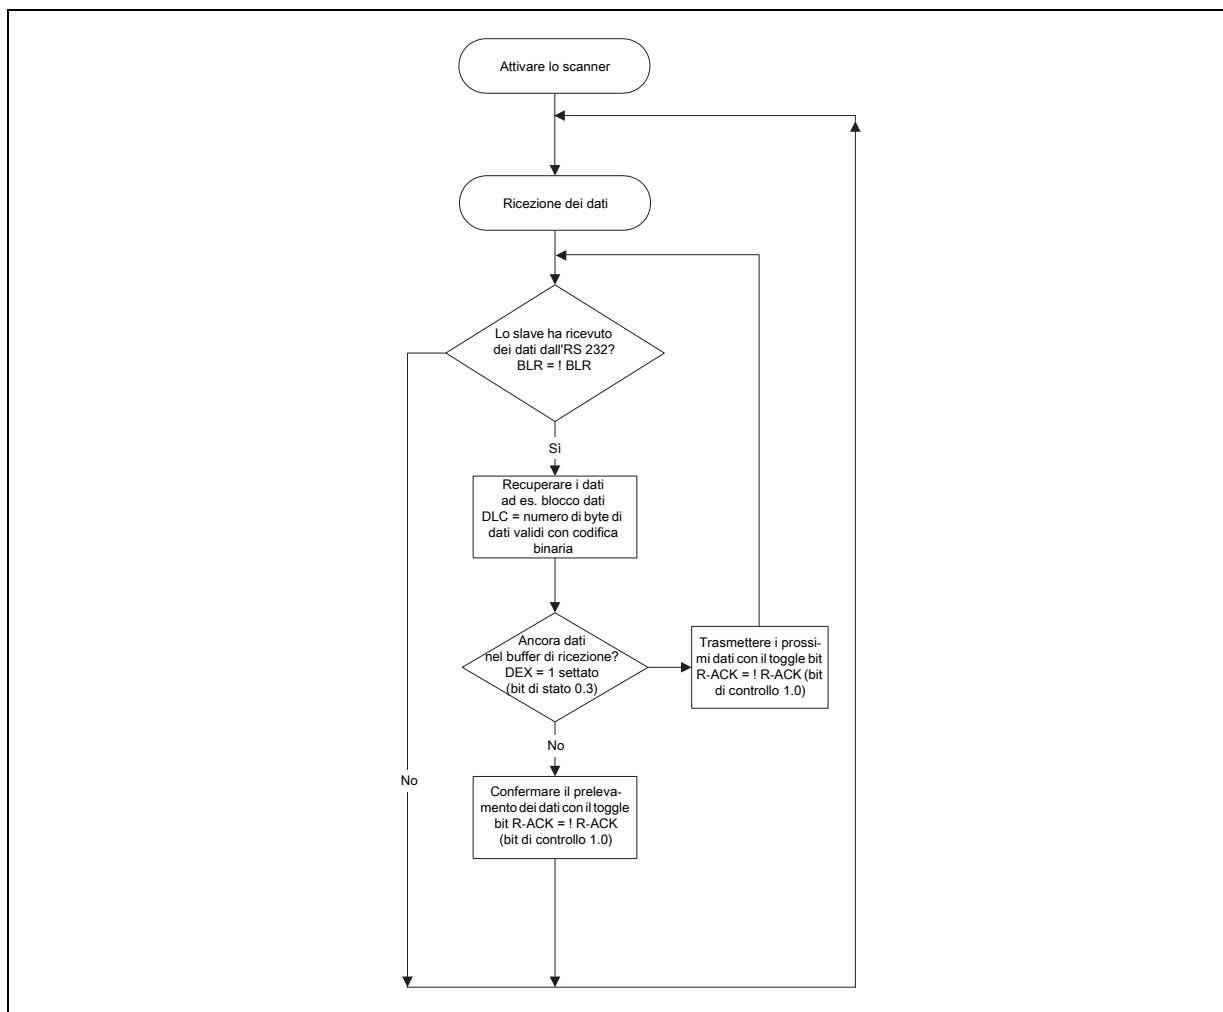 Attivare lo scanner
Ricezione dei dati
Lo slave ha ricevuto
dei dati dall'RS 232?
BLR = ! BLR
Sì
Recuperare i dati
ad es. blocco dati
DLC = numero di byte di
dati validi con codifica
binaria
Ancora dati
nel buffer di ricezione?
DEX = 1 settato
(bit di stato 0.3)
Trasmettere i prossi-
mi dati con il toggle bit
R-ACK = ! R-ACK (bit
di controllo 1.0)
No
No
Confermare il preleva-
mento dei dati con il toggle
bit R-ACK = ! R-ACK
(bit di controllo 1.0)